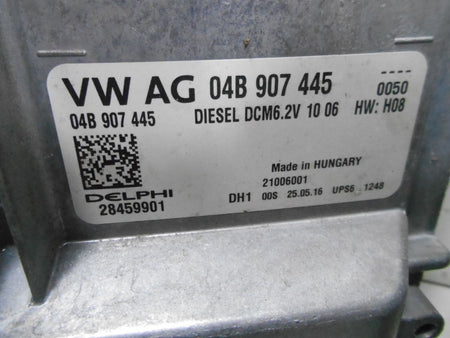 VW AG 04B 907 445 0050
04B 907 445 DIESEL DCM6.2V 10 06 HW: H08
Made in HUNGARY
21006001
DELPHI DH1 00S 25.05.16 UPS6 1248
28459901